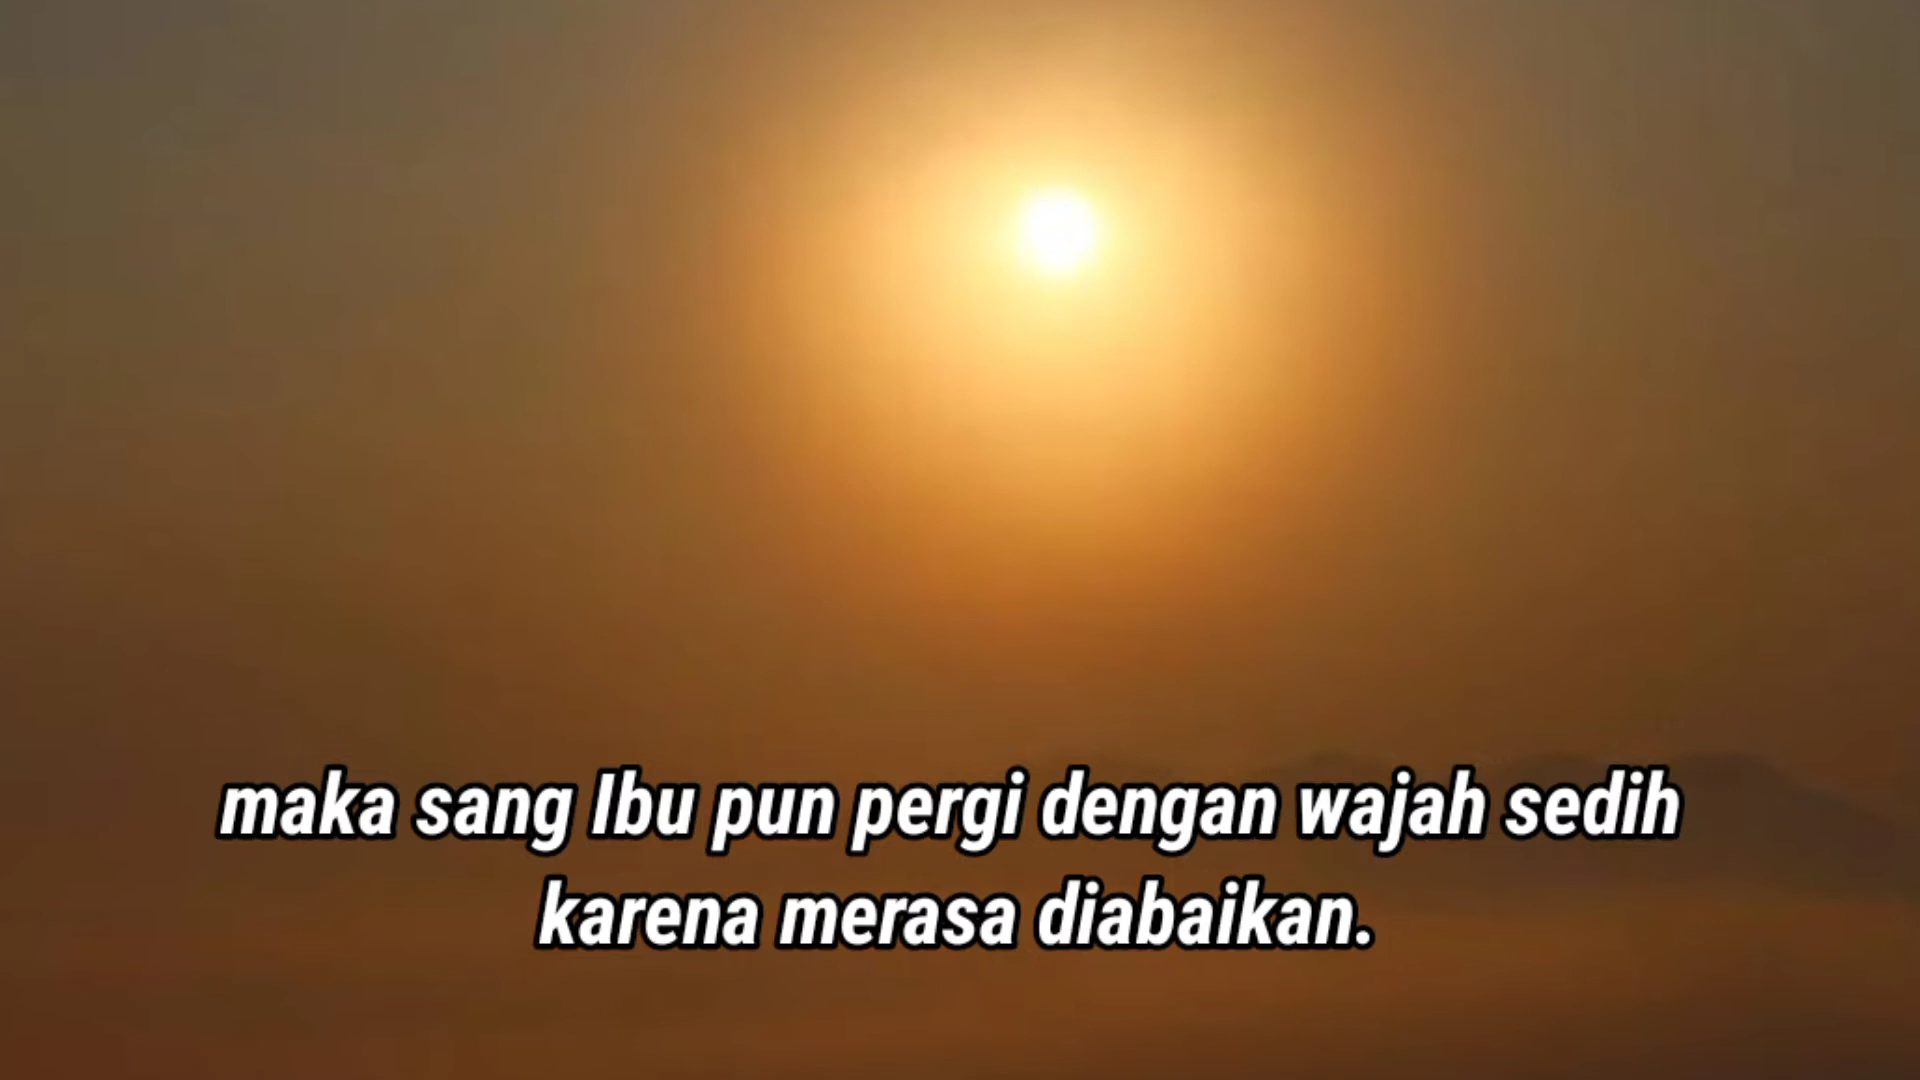 maka sang Ibu pun pergi dengan wajah sedih
karena merasa diabaikan.